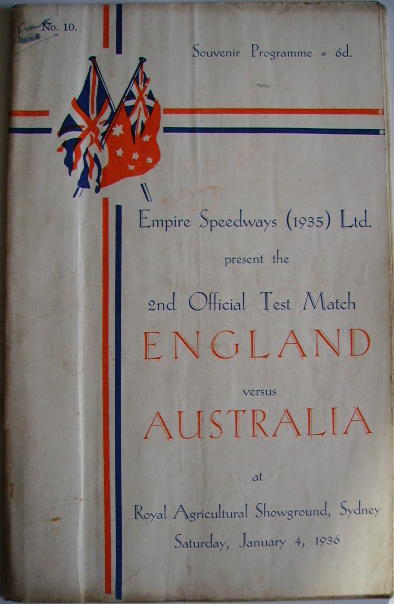 No. 10.
Souvenir Programme = 6d.
Empire Speedways (1935) Ltd.
present the
2nd Official Test Match
ENGLAND
versus
AUSTRALIA
at
Royal Agricultural Showground, Sydney
Saturday, January 4, 1936